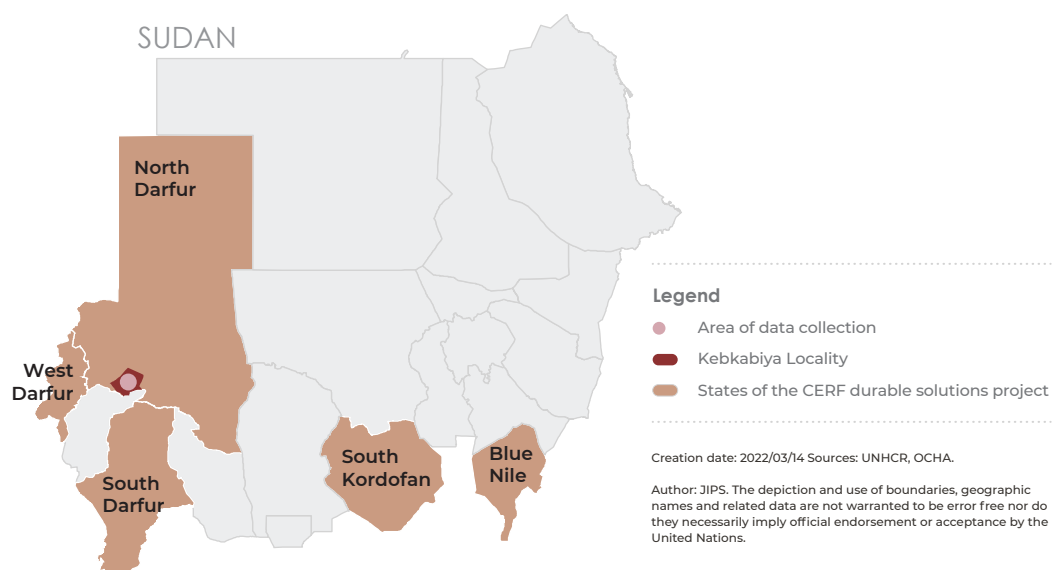 SUDAN
North
Darfur
West
Darfur
South
Darfur
South
Kordofan
Blue
Nile
Legend
Area of data collection
Kebkabiya Locality
States of the CERF durable solutions project
Creation date: 2022/03/14 Sources: UNHCR, OCHA.
Author: JIPS. The depiction and use of boundaries, geographic
names and related data are not warranted to be error free nor do
they necessarily imply official endorsement or acceptance by the
United Nations.